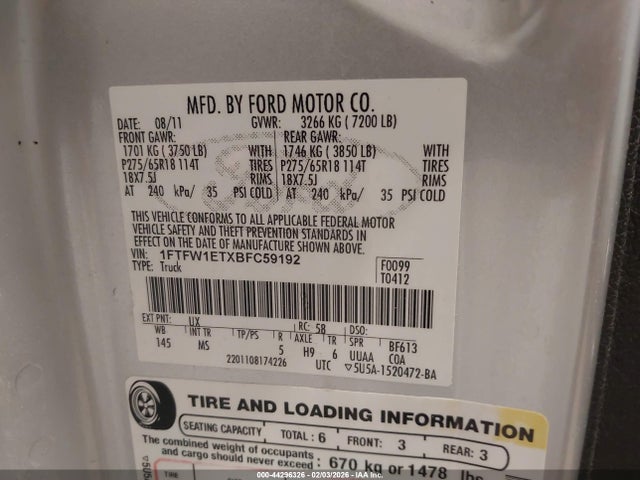 MFD. BY FORD MOTOR CO.
DATE: 08/11 GVWR: 3266 KG ( 7200 LB)
FRONT GAWR: REAR GAWR:
1701 KG ( 3750 LB) WITH 1746 KG ( 3850 LB) WITH
P275/65R18 114T TIRES P275/65R18 114T TIRES
18X7.5J RIMS 18X7.5J RIMS
AT 240 kPa/ 35 PSI COLD AT 240 kPa/ 35 PSI COLD
THIS VEHICLE CONFORMS TO ALL APPLICABLE FEDERAL MOTOR
VEHICLE SAFETY AND THEFT PREVENTION STANDARDS IN
EFFECT ON THE DATE OF MANUFACTURE SHOWN ABOVE.
VIN: 1FTFW1ETXBFC59192
TYPE: Truck
F0099
T0412
EXT PNT: UX RC: 58 DSO:
WB INT TR TP/PS R AXLE TR SPR BF613
145 MS 5 H9 6 UUAA COA
2201108174226 UTC ▽5U5A-1520472-BA
TIRE AND LOADING INFORMATION
SEATING CAPACITY TOTAL: 6 FRONT: 3 REAR: 3
The combined weight of occupants
and cargo should never exceed: 670 kg or 1478 lbs
TIRE
000-44296326 - 02/03/2026 - IAA Vehicle Purchasing